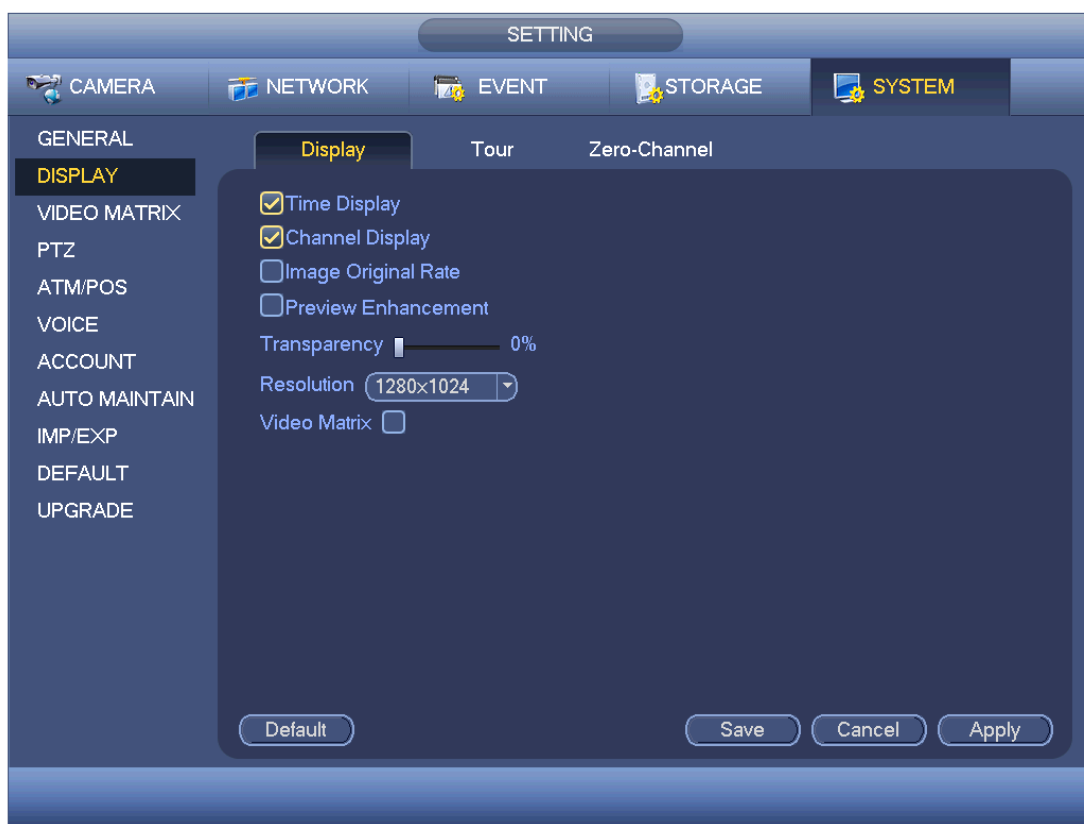 SETTING
CAMERA NETWORK EVENT STORAGE SYSTEM
GENERAL
DISPLAY
VIDEO MATRIX
PTZ
ATM/POS
VOICE
ACCOUNT
AUTO MAINTAIN
IMP/EXP
DEFAULT
UPGRADE
Display Tour Zero-Channel
Time Display
Channel Display
Image Original Rate
Preview Enhancement
Transparency 0%
Resolution 1280x1024
Video Matrix
Default Save Cancel Apply